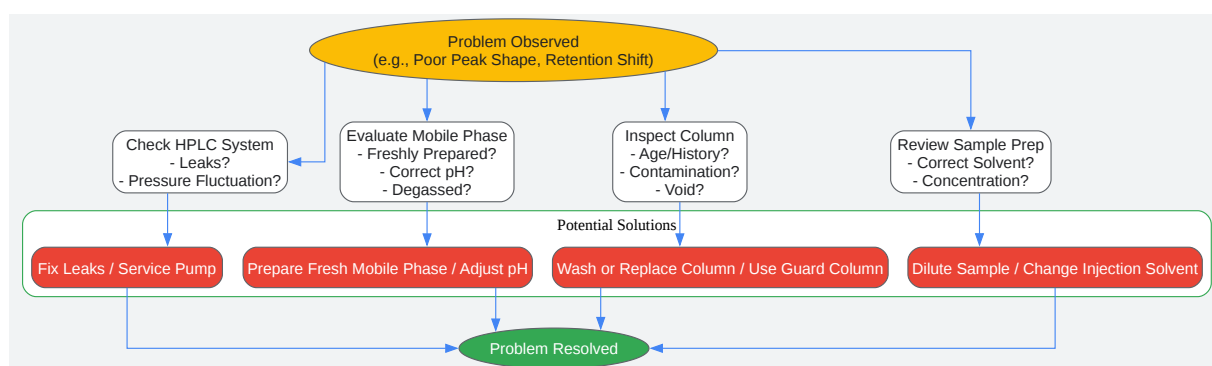 Problem Observed
(e.g., Poor Peak Shape, Retention Shift)
Check HPLC System
- Leaks?
- Pressure Fluctuation?
Evaluate Mobile Phase
- Freshly Prepared?
- Correct pH?
- Degassed?
Inspect Column
- Age/History?
- Contamination?
- Void?
Review Sample Prep
- Correct Solvent?
- Concentration?
Potential Solutions
Fix Leaks / Service Pump
Prepare Fresh Mobile Phase / Adjust pH
Wash or Replace Column / Use Guard Column
Dilute Sample / Change Injection Solvent
Problem Resolved